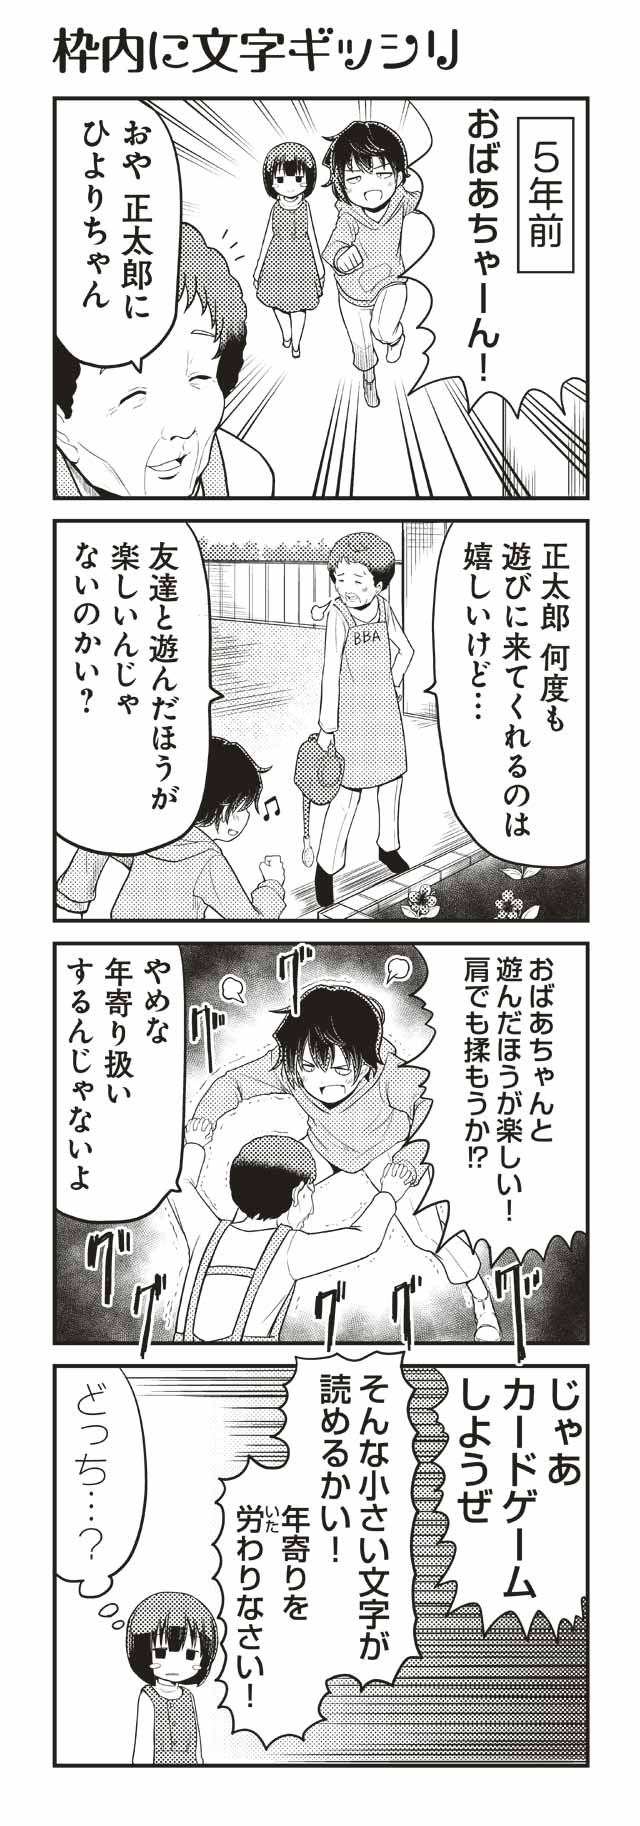 枠内に文字ギッシリ
５年前
おばあちゃーん！
おや 正太郎に
ひよりちゃん
正太郎 何度も
遊びに来てくれるのは
嬉しいけど…
BBA
友達と遊んだほうが
楽しいんじゃ
ないのかい？
♫
おばあちゃんと
遊んだほうが楽しい！
肩でも揉もうか!?
グッ
グッ
グッ
やめな
年寄り扱い
するんじゃないよ
グッ
グッ
グッ
グッ
じゃあ
カードゲーム
しようぜ
そんな小さい文字が
読めるかい！
年寄りを
労わりなさい！
いた
どっち…？